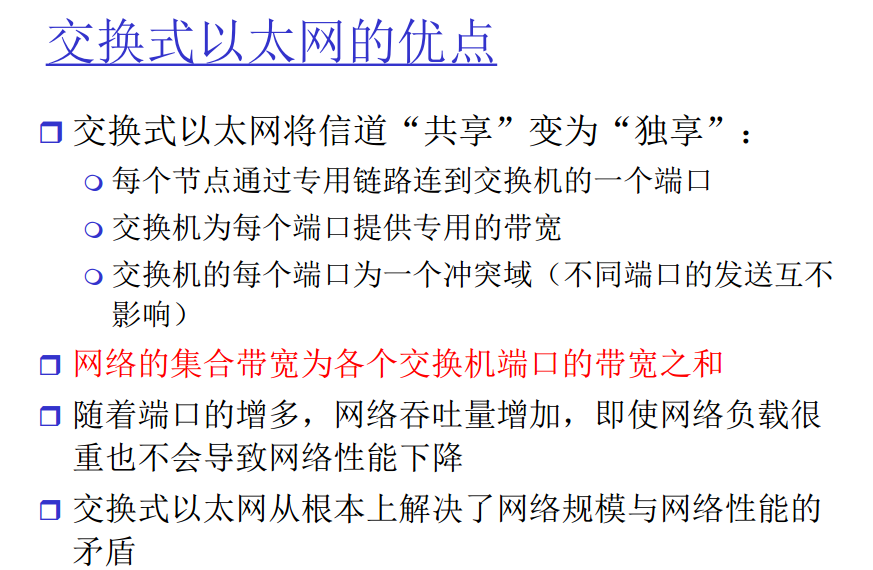 交换式以太网的优点
交换式以太网将信道“共享”变为“独享”：
每个节点通过专用链路连到交换机的一个端口
交换机为每个端口提供专用的带宽
交换机的每个端口为一个冲突域（不同端口的发送互不
影响）
网络的集合带宽为各个交换机端口的带宽之和
随着端口的增多，网络吞吐量增加，即使网络负载很
重也不会导致网络性能下降
交换式以太网从根本上解决了网络规模与网络性能的
矛盾